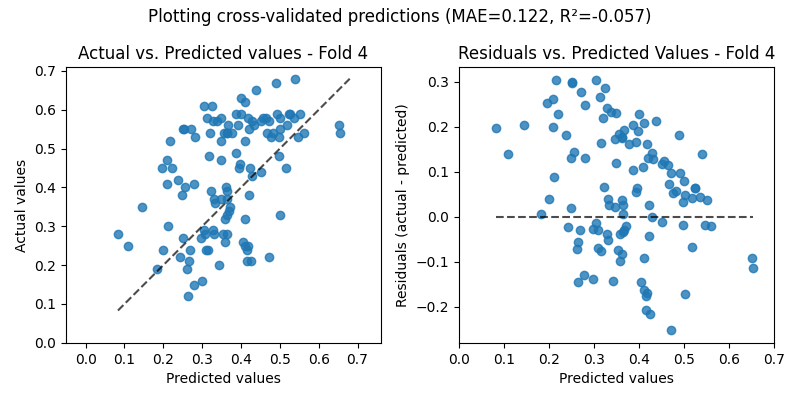 Plotting cross-validated predictions (MAE=0.122, R²=-0.057)
Actual vs. Predicted values - Fold 4
Actual values
0.7
0.6
0.5
0.4
0.3
0.2
0.1
0.0
0.0 0.1 0.2 0.3 0.4 0.5 0.6 0.7
Predicted values
Residuals vs. Predicted Values - Fold 4
Residuals (actual - predicted)
0.3
0.2
0.1
0.0
−0.1
−0.2
0.0 0.1 0.2 0.3 0.4 0.5 0.6 0.7
Predicted values